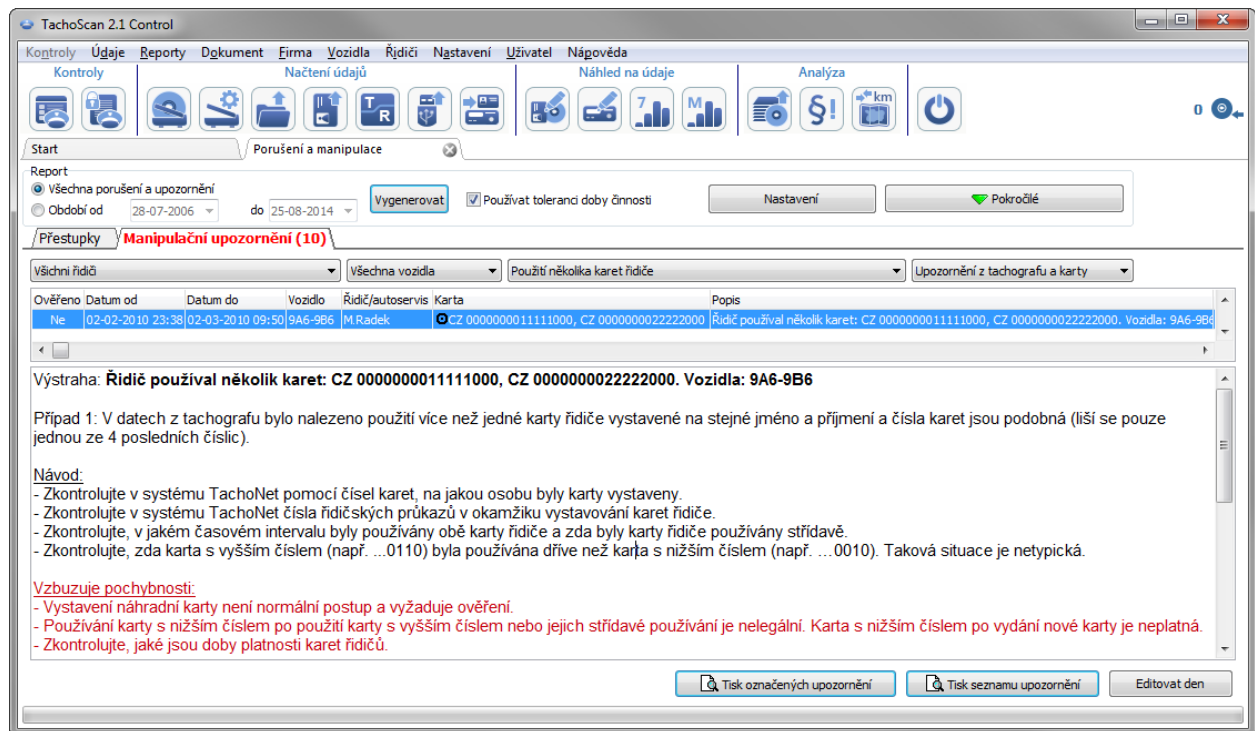 TachoScan 2.1 Control
Kontroly Údaje Reporty Dokument Firma Vozidla Řidiči Nastavení Uživatel Nápověda
Kontroly Načtení údajů Náhled na údaje Analýza
T R 7 M §! km 0
Start Porušení a manipulace
Report
Všechna porušení a upozornění
Období od 28-07-2006 do 25-08-2014 Vygenerovat Používat toleranci doby činnosti Nastavení Pokročilé
Přestupky Manipulační upozornění (10)
Všichni řidiči Všechna vozidla Použití několika karet řidiče Upozornění z tachografu a karty
Ověřeno Datum od Datum do Vozidlo Řidič/autoservis Karta Popis
Ne 02-02-2010 23:38 02-03-2010 09:50 9A6-9B6 M.Radek CZ 0000000011111000, CZ 0000000022222000 Řidič používal několik karet: CZ 0000000011111000, CZ 0000000022222000. Vozidla: 9A6-9B6
Výstraha: Řidič používal několik karet: CZ 0000000011111000, CZ 0000000022222000. Vozidla: 9A6-9B6
Případ 1: V datech z tachografu bylo nalezeno použití více než jedné karty řidiče vystavené na stejné jméno a příjmení a čísla karet jsou podobná (liší se pouze
jednou ze 4 posledních číslic).
Návod:
- Zkontrolujte v systému TachoNet pomocí čísel karet, na jakou osobu byly karty vystaveny.
- Zkontrolujte v systému TachoNet čísla řidičských průkazů v okamžiku vystavování karet řidiče.
- Zkontrolujte, v jakém časovém intervalu byly používány obě karty řidiče a zda byly karty řidiče používány střídavě.
- Zkontrolujte, zda karta s vyšším číslem (např. ...0110) byla používána dříve než karta s nižším číslem (např. …0010). Taková situace je netypická.
Vzbuzuje pochybnosti:
- Vystavení náhradní karty není normální postup a vyžaduje ověření.
- Používání karty s nižším číslem po použití karty s vyšším číslem nebo jejich střídavé používání je nelegální. Karta s nižším číslem po vydání nové karty je neplatná.
- Zkontrolujte, jaké jsou doby platnosti karet řidičů.
Tisk označených upozornění Tisk seznamu upozornění Editovat den